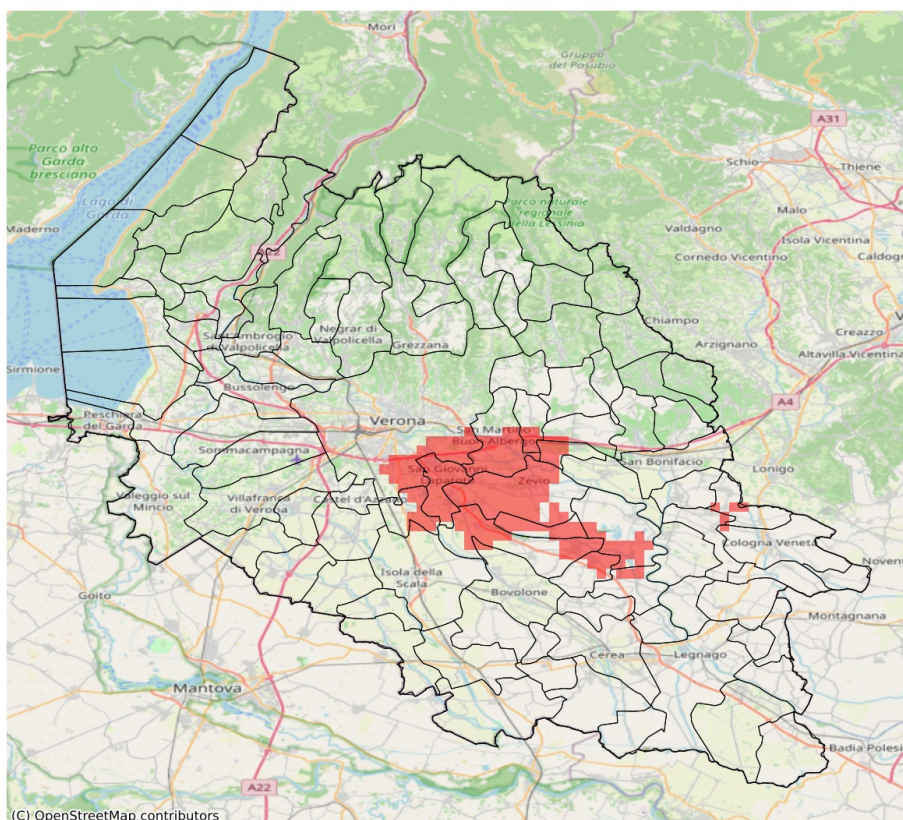 Mori
Gruppo
del Pasubio
A31
Parco alto
Garda
bresciano
Schio
Thiene
Lago di
Garda
Parco naturale
regionale
della Lessinia
Malo
Maderno
Valdagno
Isola Vicentina
A22
Cornedo Vicentino
Caldog
Chiampo
Sant'Ambrogio
di Valpolicella
Negrar di
Valpolicella
Grezzana
Arzignano
Creazzo
Altavilla Vicentina
Sirmione
Bussolengo
A4
Peschiera
del Garda
Verona
San Martino
Buon Albergo
Sommacampagna
San Giovanni
Lupatoto
Zevio
San Bonifacio
Lonigo
Valeggio sul
Mincio
Villafranca
di Verona
Castel d'Azzano
Cologna Veneta
Isola della
Scala
Novent
Goito
Bovolone
Montagnana
Cerea
Legnago
Mantova
Badia Polesi
A22
(C) OpenStreetMap contributors